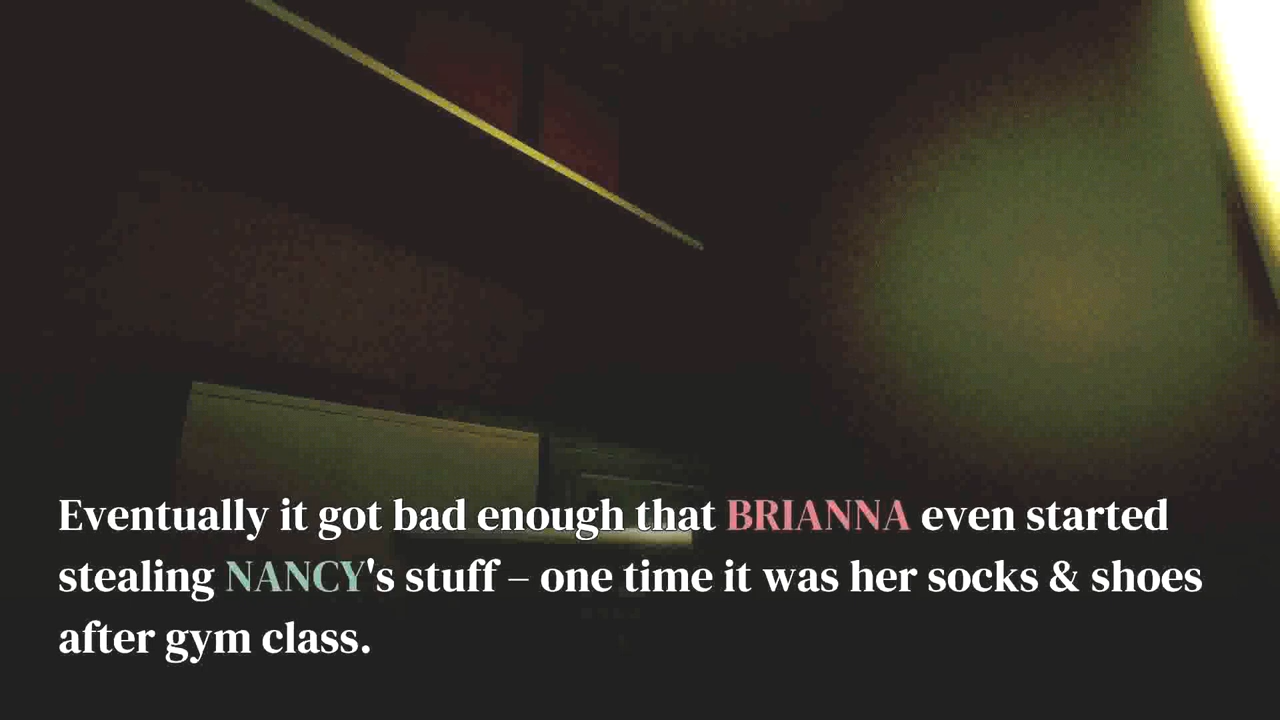 Eventually it got bad enough that BRIANNA even started
stealing NANCY's stuff – one time it was her socks & shoes
after gym class.